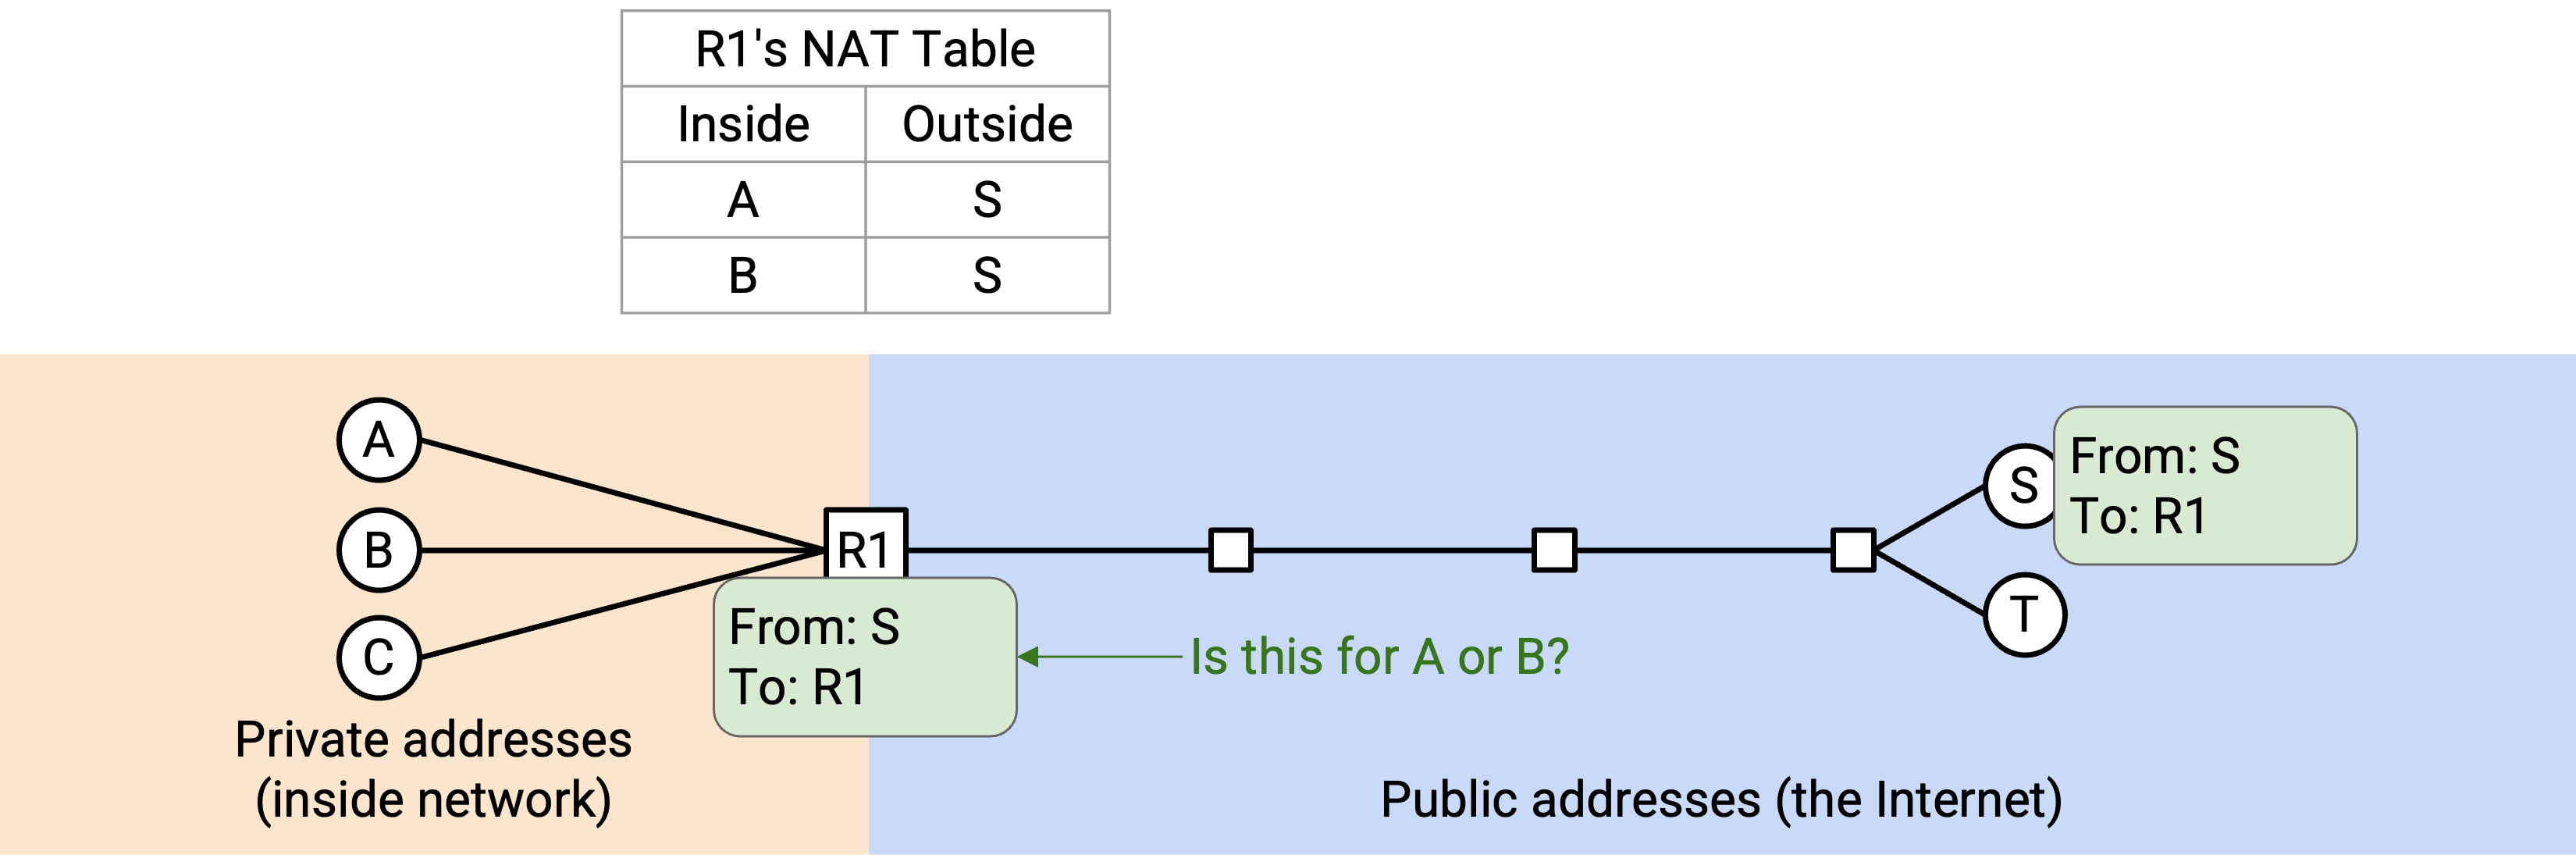 R1's NAT Table
Inside Outside
A S
B S
A
B
C
R1
S
T
From: S
To: R1
From: S
To: R1
Is this for A or B?
Private addresses
(inside network)
Public addresses (the Internet)